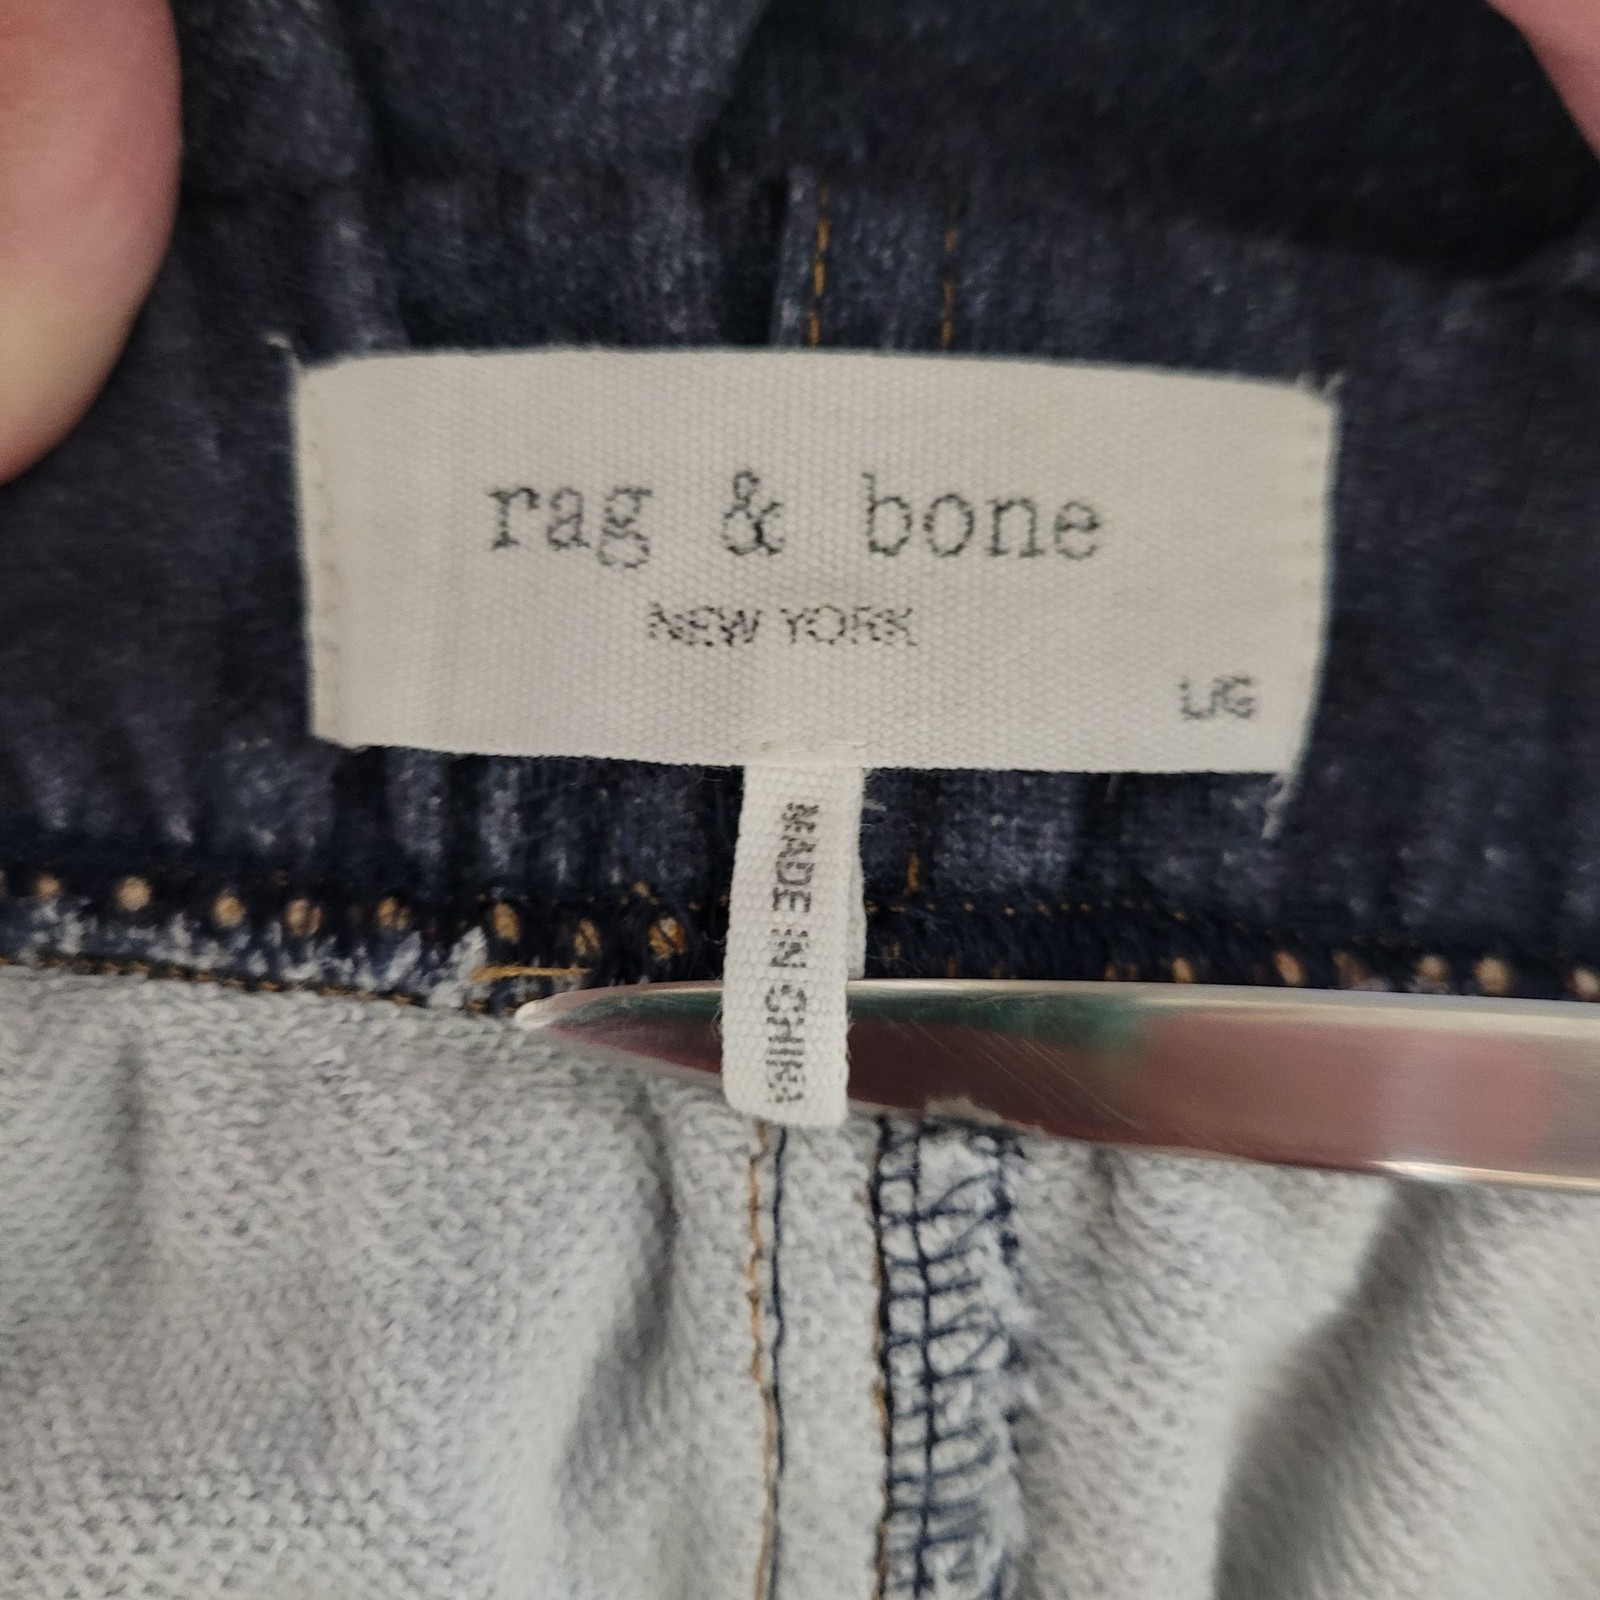 rag & bone
NEW YORK
L/G
MADE IN CHINA